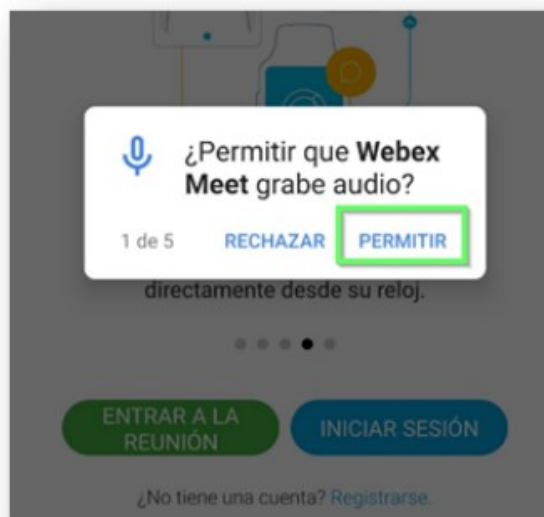 ¿Permitir que Webex
Meet grabe audio?
1 de 5 RECHAZAR PERMITIR
directamente desde su reloj.
ENTRAR A LA
REUNIÓN
INICIAR SESIÓN
¿No tiene una cuenta? Registrarse.